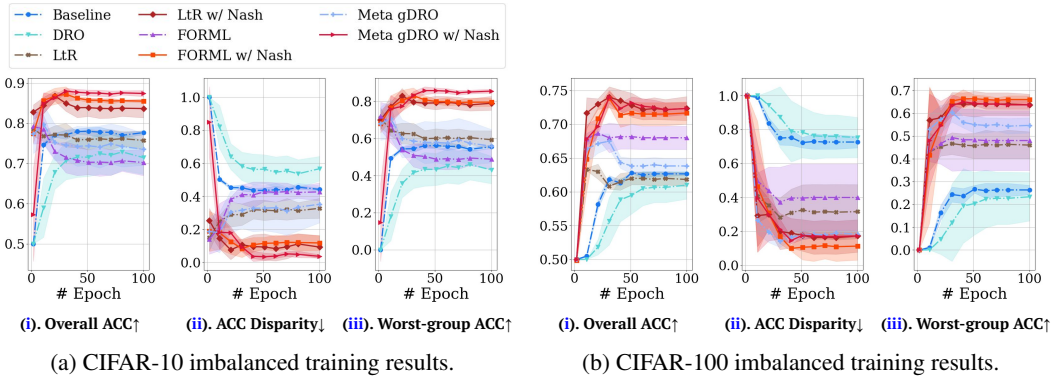 Baseline LtR w/ Nash Meta gDRO
DRO FORML Meta gDRO w/ Nash
LtR FORML w/ Nash
0.9
0.8
0.7
0.6
0.5
0 50 100
# Epoch
(i). Overall ACC↑
1.0
0.8
0.6
0.4
0.2
0.0
0 50 100
# Epoch
(ii). ACC Disparity↓
0.8
0.6
0.4
0.2
0.0
0 50 100
# Epoch
(iii). Worst-group ACC↑
(a) CIFAR-10 imbalanced training results.
0.75
0.70
0.65
0.60
0.55
0.50
0 50 100
# Epoch
(i). Overall ACC↑
1.0
0.8
0.6
0.4
0.2
0.0
0 50 100
# Epoch
(ii). ACC Disparity↓
0.7
0.6
0.5
0.4
0.3
0.2
0.1
0.0
0 50 100
# Epoch
(iii). Worst-group ACC↑
(b) CIFAR-100 imbalanced training results.